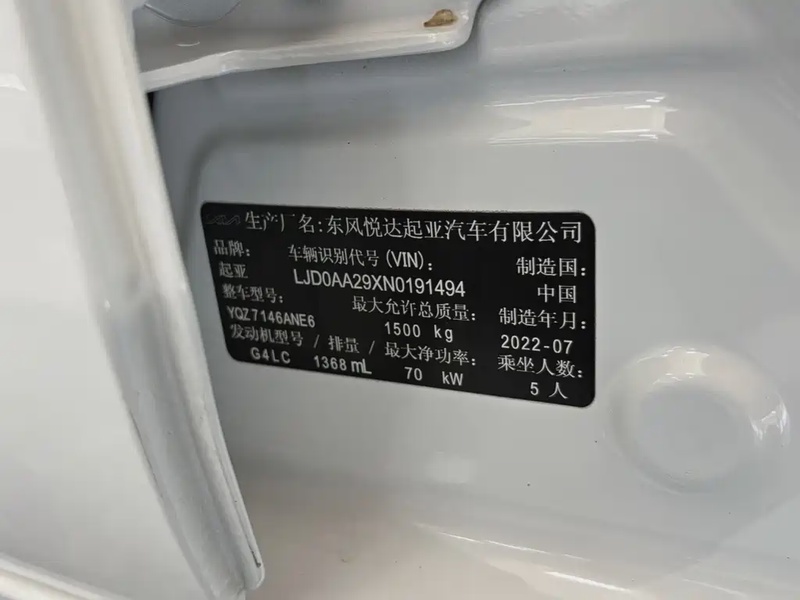 KIA 生产厂名:东风悦达起亚汽车有限公司
品牌: 车辆识别代号(VIN): 制造国:
起亚 LJD0AA29XN0191494 中国
整车型号: 最大允许总质量: 制造年月:
YQZ7146ANE6 1500 kg 2022-07
发动机型号 / 排量 / 最大净功率: 乘坐人数:
G4LC 1368 mL 70 kW 5 人